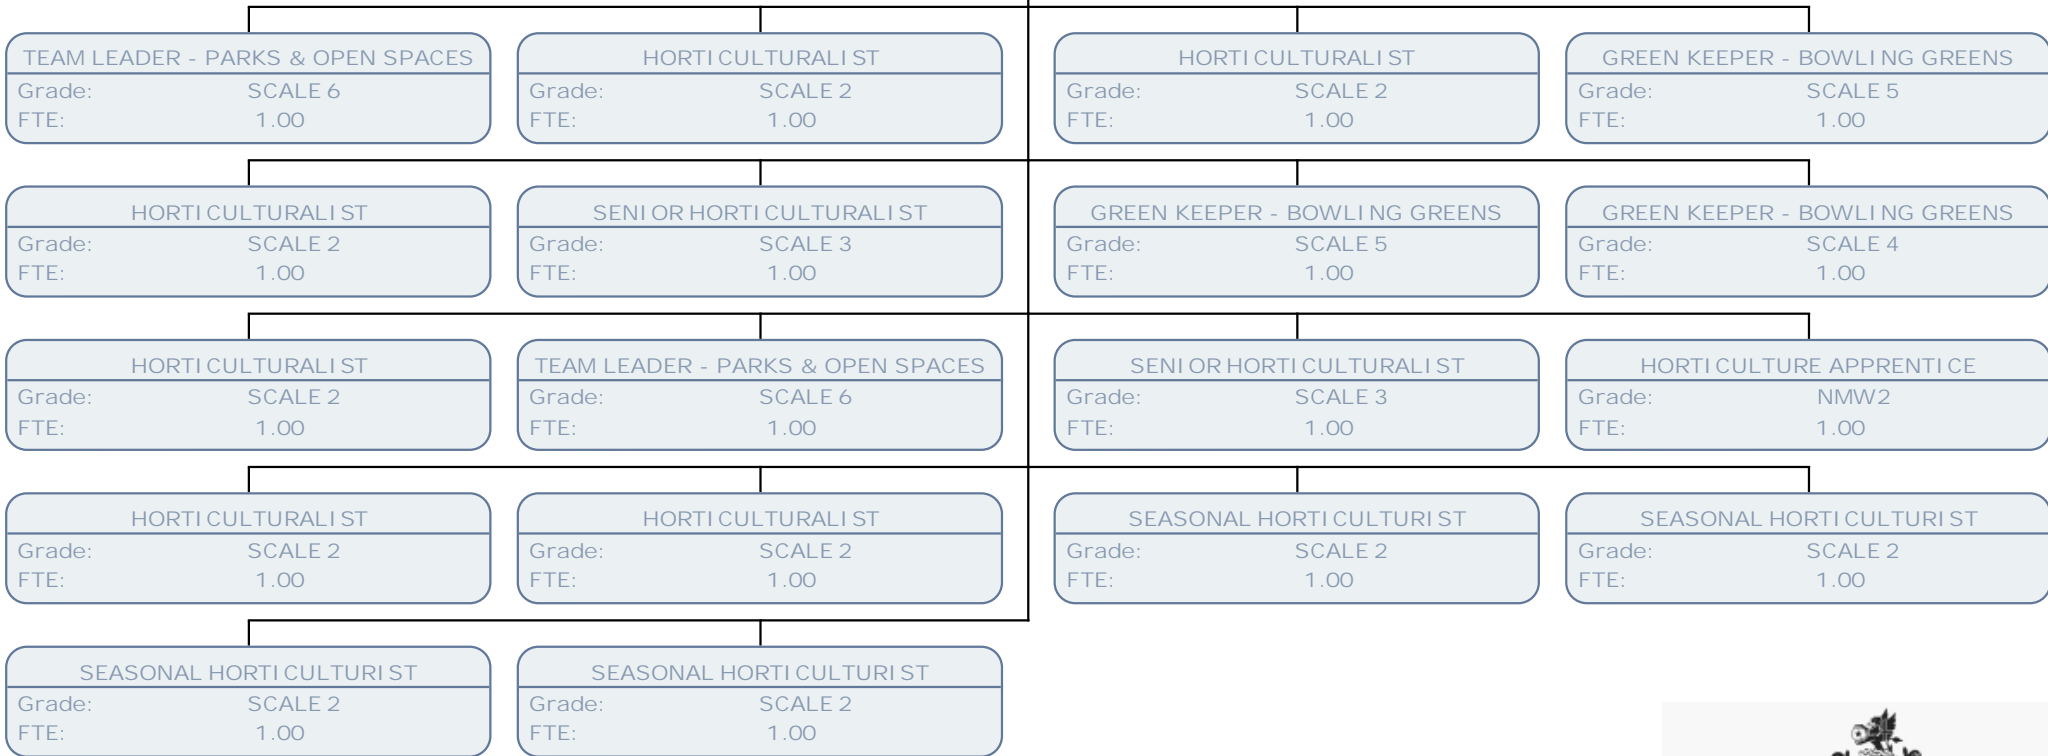 TEAM LEADER - PARKS & OPEN SPACES
Grade: SCALE 6
FTE: 1.00
HORTICULTURALIST
Grade: SCALE 2
FTE: 1.00
HORTICULTURALIST
Grade: SCALE 2
FTE: 1.00
GREEN KEEPER - BOWLING GREENS
Grade: SCALE 5
FTE: 1.00
HORTICULTURALIST
Grade: SCALE 2
FTE: 1.00
SENIOR HORTICULTURALIST
Grade: SCALE 3
FTE: 1.00
GREEN KEEPER - BOWLING GREENS
Grade: SCALE 5
FTE: 1.00
GREEN KEEPER - BOWLING GREENS
Grade: SCALE 4
FTE: 1.00
HORTICULTURALIST
Grade: SCALE 2
FTE: 1.00
TEAM LEADER - PARKS & OPEN SPACES
Grade: SCALE 6
FTE: 1.00
SENIOR HORTICULTURALIST
Grade: SCALE 3
FTE: 1.00
HORTICULTURE APPRENTICE
Grade: NMW2
FTE: 1.00
HORTICULTURALIST
Grade: SCALE 2
FTE: 1.00
HORTICULTURALIST
Grade: SCALE 2
FTE: 1.00
SEASONAL HORTICULTURIST
Grade: SCALE 2
FTE: 1.00
SEASONAL HORTICULTURIST
Grade: SCALE 2
FTE: 1.00
SEASONAL HORTICULTURIST
Grade: SCALE 2
FTE: 1.00
SEASONAL HORTICULTURIST
Grade: SCALE 2
FTE: 1.00